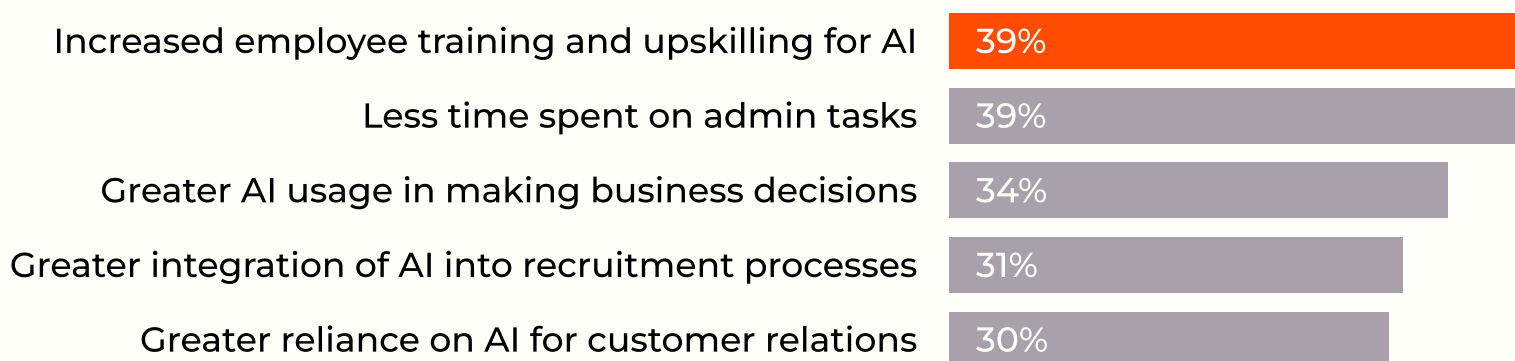 Increased employee training and upskilling for AI 39%
Less time spent on admin tasks 39%
Greater AI usage in making business decisions 34%
Greater integration of AI into recruitment processes 31%
Greater reliance on AI for customer relations 30%